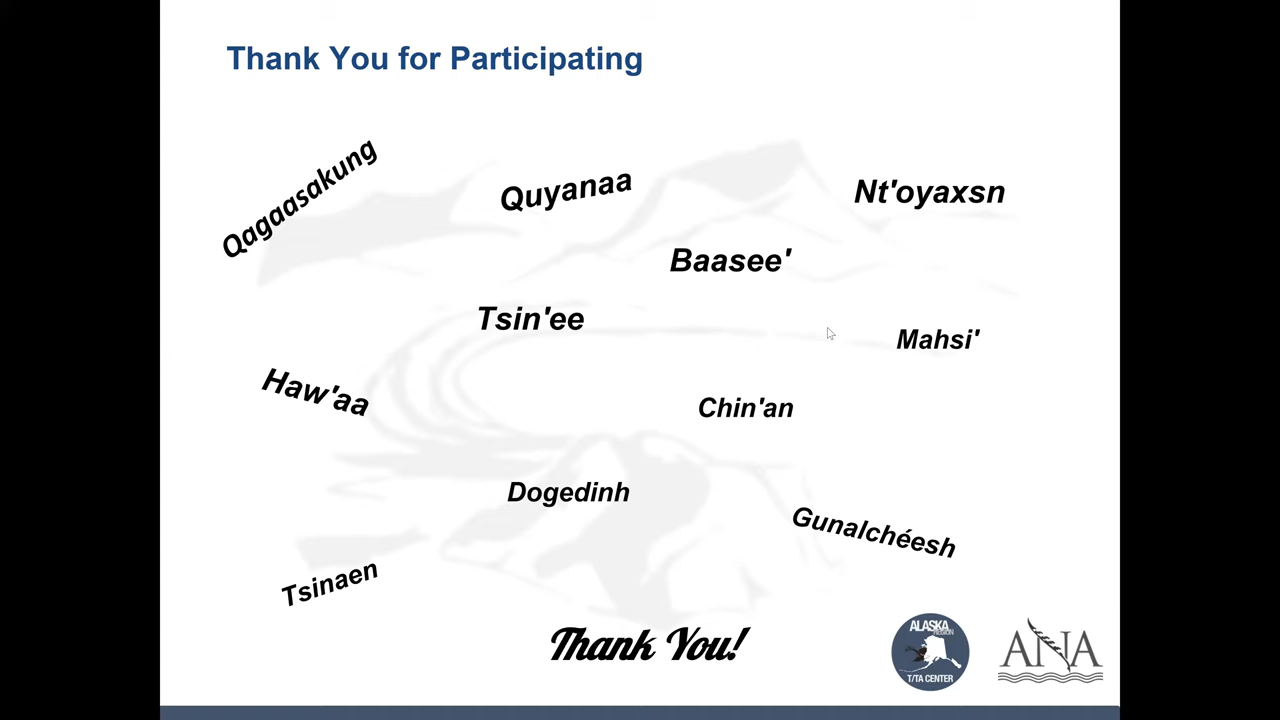 Thank You for Participating
Qagaasakung
Quyanaa
Nt'oyaxsn
Baasee'
Tsin'ee
Mahsi'
Haw'aa
Chin'an
Dogedinh
Gunalchéesh
Tsinaen
Thank You!
ALASKA
REGION
T/TA CENTER
ANA